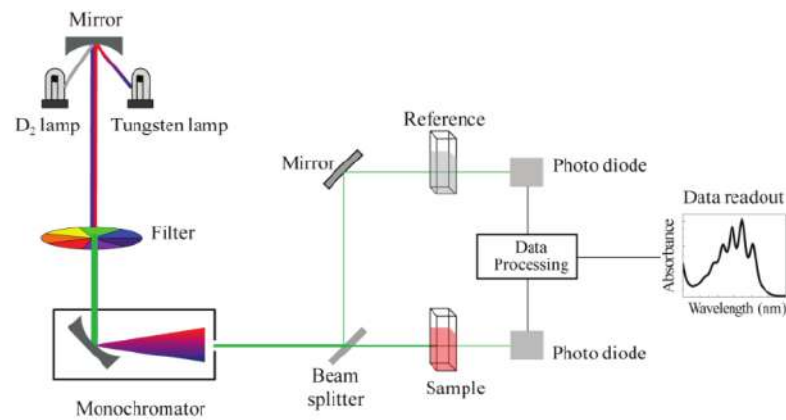 Mirror
D₂ lamp
Tungsten lamp
Filter
Monochromator
Beam
splitter
Mirror
Reference
Sample
Photo diode
Photo diode
Data
Processing
Data readout
Absorbance
Wavelength (nm)